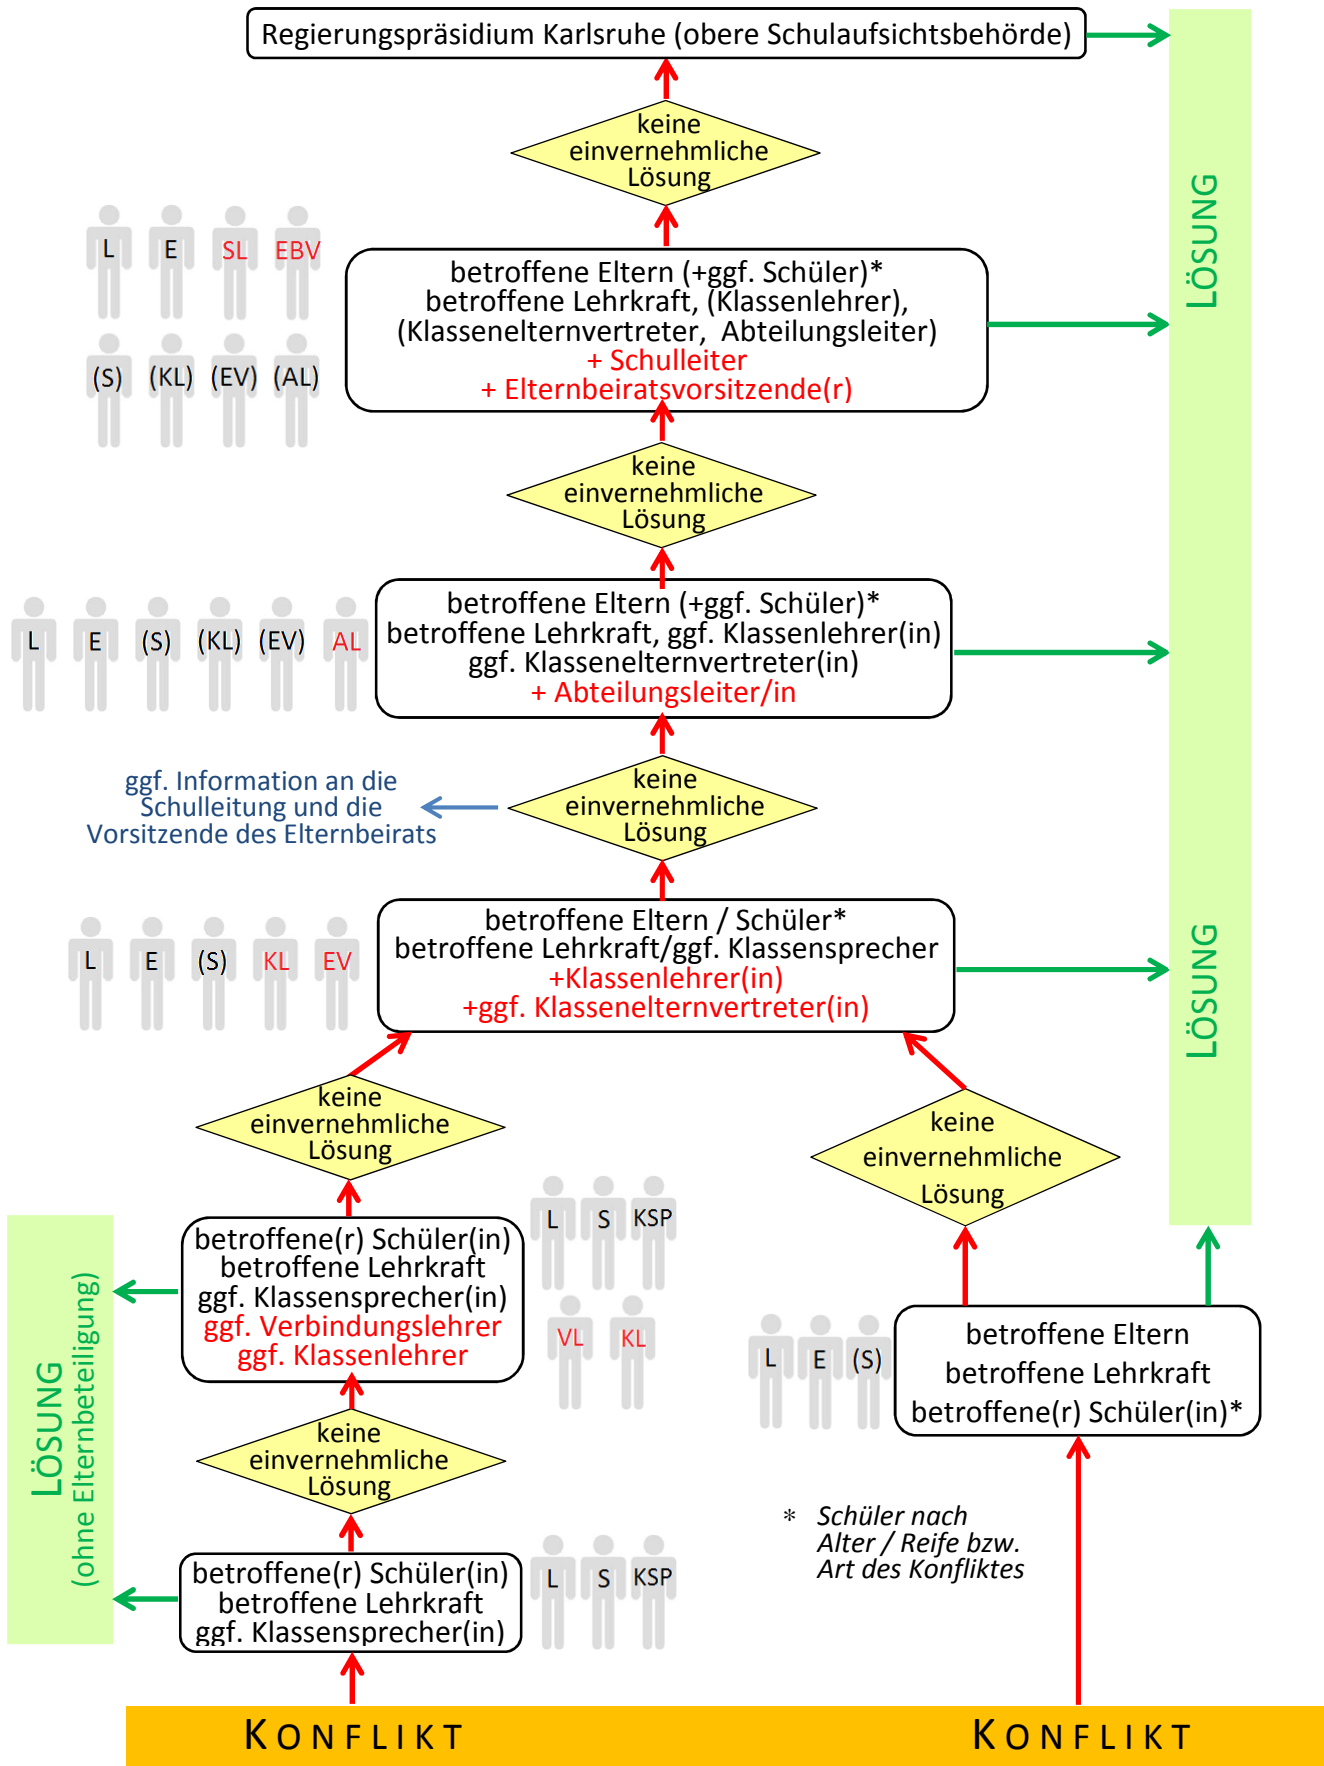 Regierungspräsidium Karlsruhe (obere Schulaufsichtsbehörde)
keine
einvernehmliche
Lösung
LÖSUNG
L E SL EBV
(S) (KL) (EV) (AL)
betroffene Eltern (+ggf. Schüler)*
betroffene Lehrkraft, (Klassenlehrer),
(Klassenelternvertreter, Abteilungsleiter)
+ Schulleiter
+ Elternbeiratsvorsitzende(r)
keine
einvernehmliche
Lösung
L E (S) (KL) (EV) AL
betroffene Eltern (+ggf. Schüler)*
betroffene Lehrkraft, ggf. Klassenlehrer(in)
ggf. Klassenelternvertreter(in)
+ Abteilungsleiter/in
ggf. Information an die
Schulleitung und die
Vorsitzende des Elternbeirats
keine
einvernehmliche
Lösung
L E (S) KL EV
betroffene Eltern / Schüler*
betroffene Lehrkraft/ggf. Klassensprecher
+Klassenlehrer(in)
+ggf. Klassenelternvertreter(in)
LÖSUNG
keine
einvernehmliche
Lösung
keine
einvernehmliche
Lösung
betroffene(r) Schüler(in)
betroffene Lehrkraft
ggf. Klassensprecher(in)
ggf. Verbindungslehrer
ggf. Klassenlehrer
L S KSP
VL KL
L E (S)
betroffene Eltern
betroffene Lehrkraft
betroffene(r) Schüler(in)*
LÖSUNG
(ohne Elternbeteiligung)
keine
einvernehmliche
Lösung
* Schüler nach
Alter / Reife bzw.
Art des Konfliktes
betroffene(r) Schüler(in)
betroffene Lehrkraft
ggf. Klassensprecher(in)
L S KSP
KONFLIKT
KONFLIKT